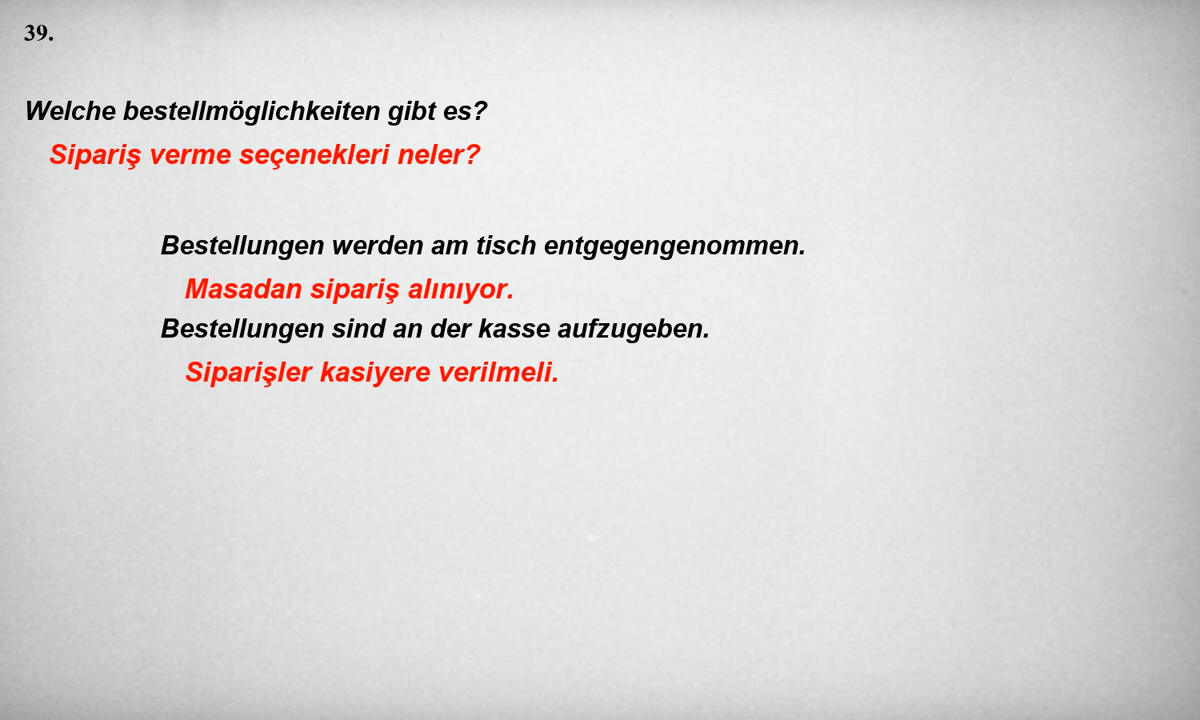 39.
Welche bestellmöglichkeiten gibt es?
Sipariş verme seçenekleri neler?
Bestellungen werden am tisch entgegengenommen.
Masadan sipariş alınıyor.
Bestellungen sind an der kasse aufzugeben.
Siparişler kasiyere verilmeli.